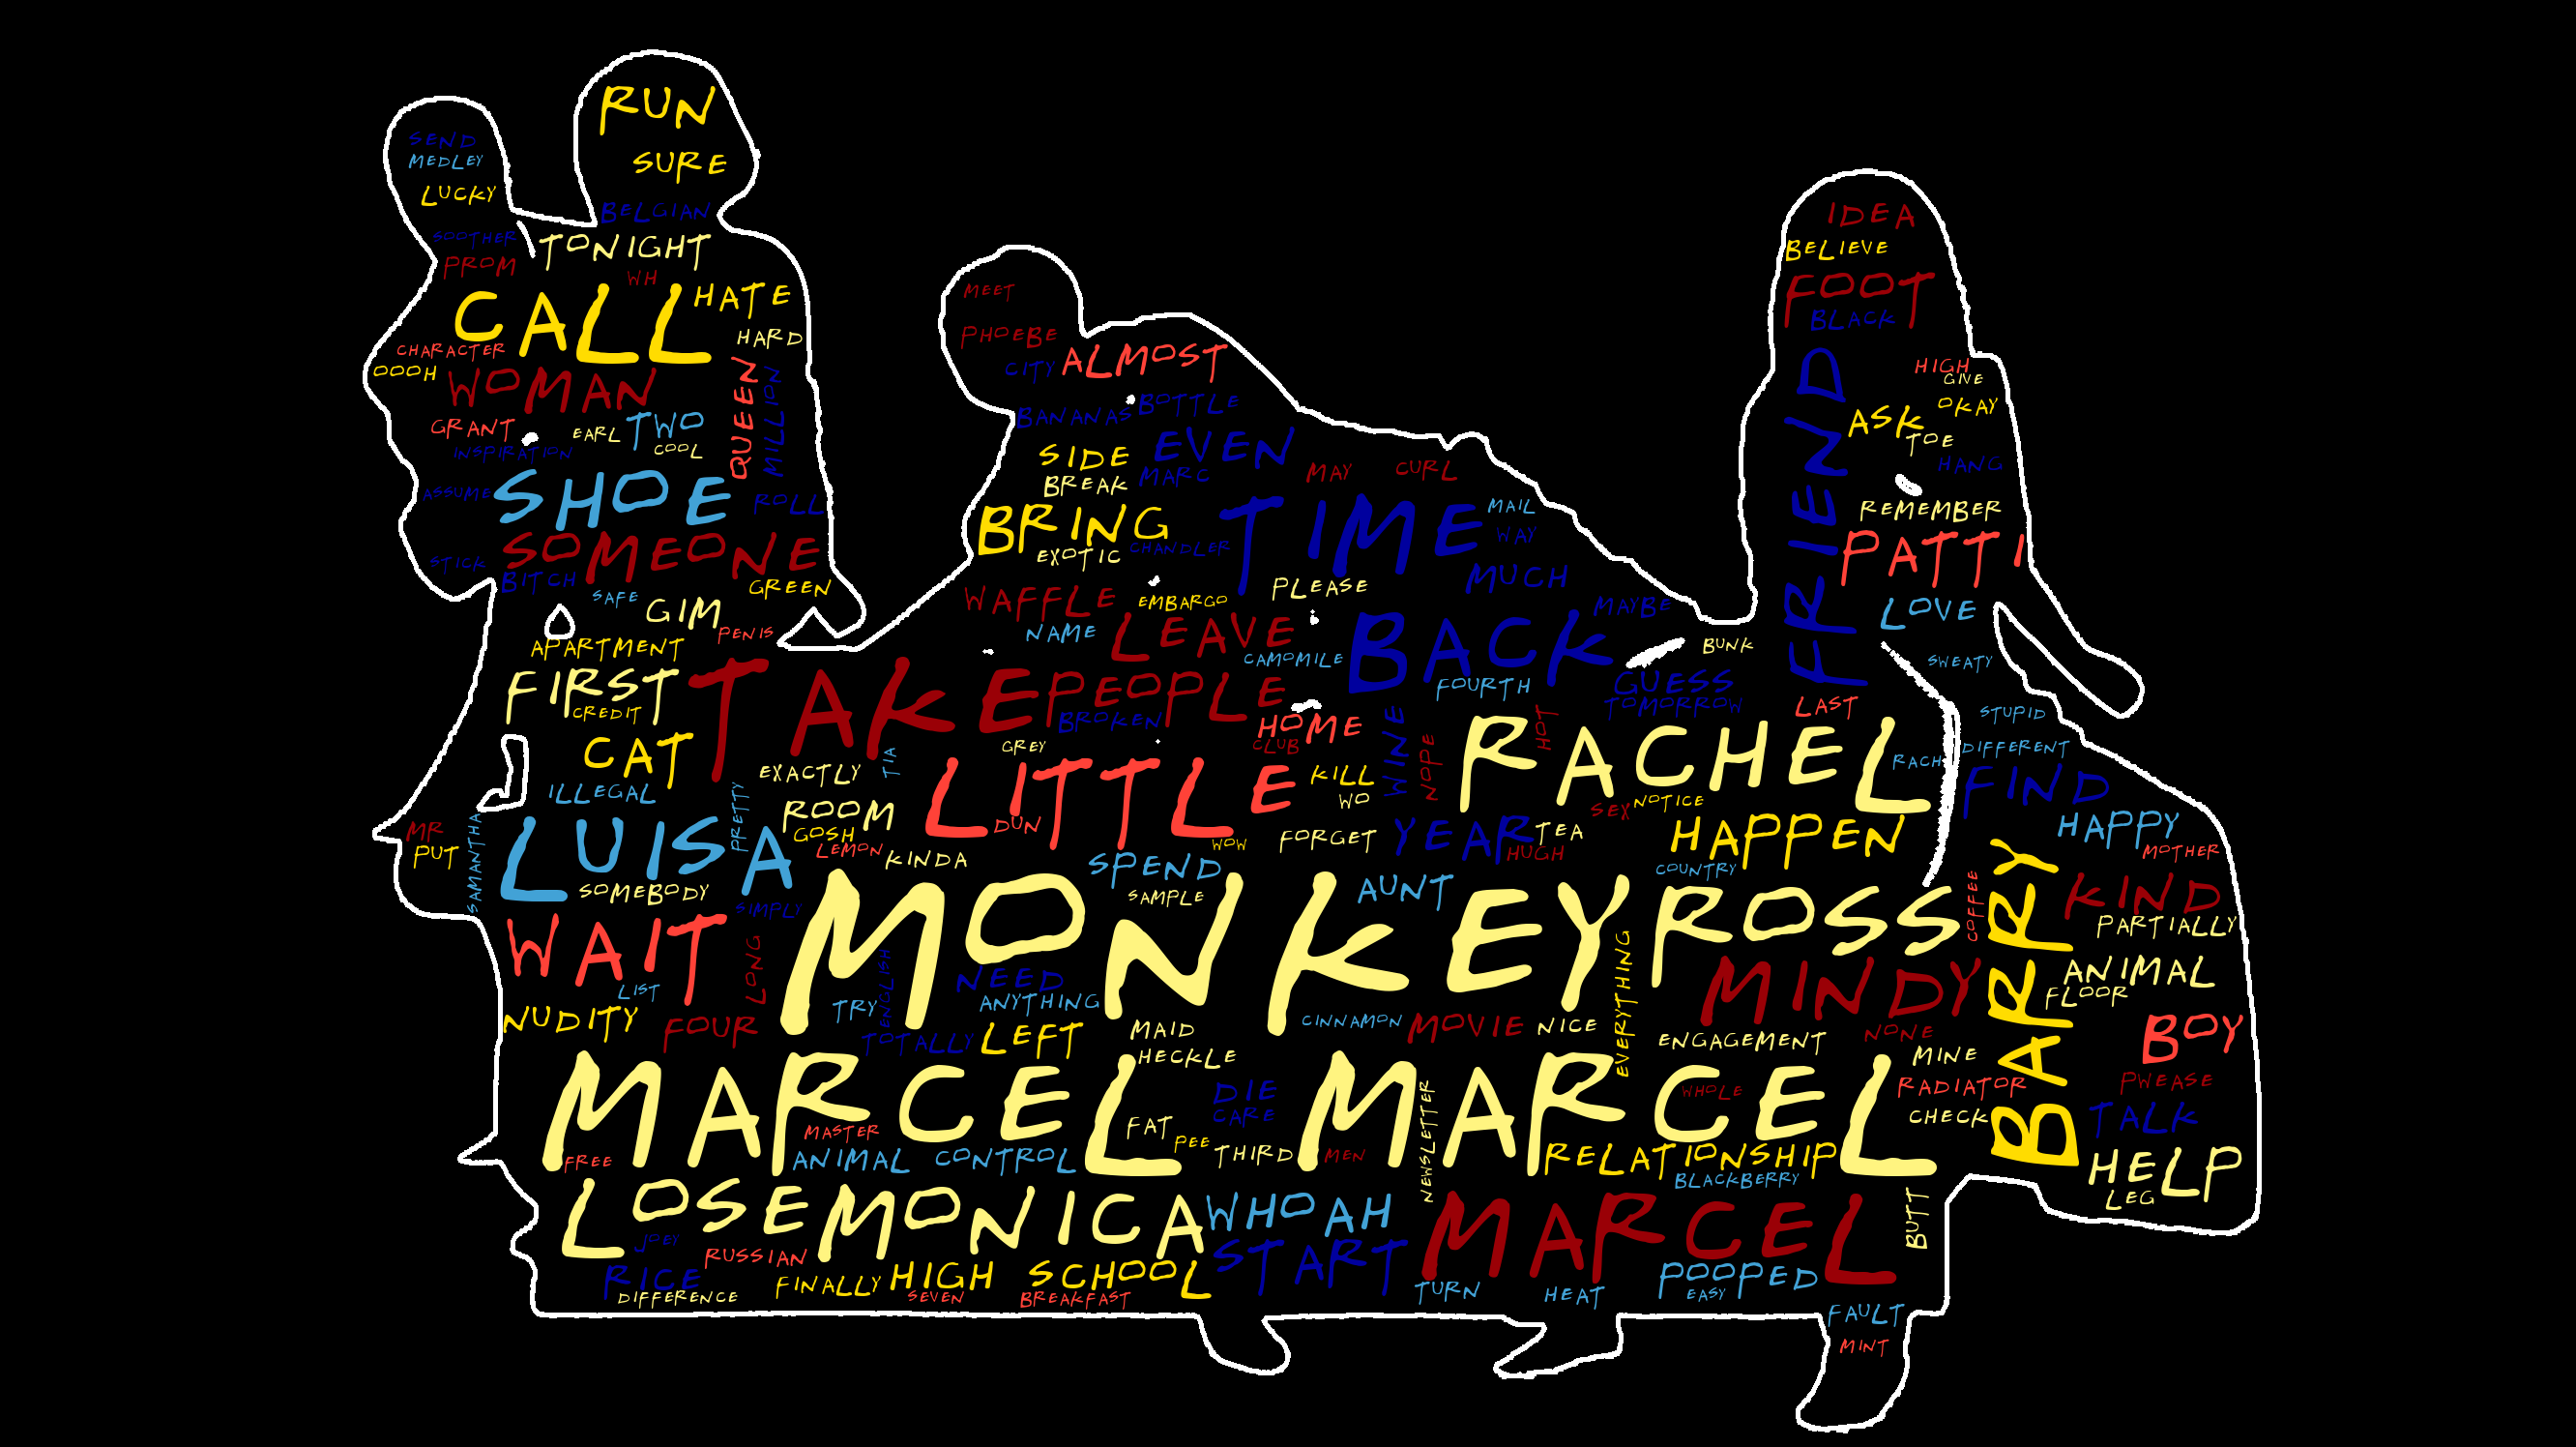 RUN
SURE
SEND
MEDLEY
LUCKY
BELGIAN
SOOTHER
TONIGHT
PROM
WH
CALL
HATE
HARD
CHARACTER
OOOH
WOMAN
QUEEN
MILLION
GRANT
EARL
TWO
COOL
INSPIRATION
ASSUME
SHOE
ROLL
SOMEONE
STICK
BITCH
GREEN
SAFE
GIM
PENIS
APARTMENT
FIRST
CREDIT
CAT
ILLEGAL
MR
PUT
SAMANTHA
LUISA
PRETTY
SOMEBODY
SIMPLY
WAIT
LONG
LIST
NUDITY
FOUR
MEET
PHOEBE
CITY
ALMOST
BANANAS
BOTTLE
EVEN
SIDE
MARC
BREAK
MAY
CURL
BRING
TIME
MAIL
WAY
EXOTIC
CHANDLER
MUCH
WAFFLE
EMBARGO
PLEASE
MAYBE
NAME
LEAVE
BACK
CAMOMILE
BUNK
FOURTH
GUESS
TOMORROW
TAKE
PEOPLE
BROKEN
HOME
CLUB
GREY
WINE
NOPE
HOT
EXACTLY
TIA
LITTLE
KILL
WO
ROOM
GOSH
DUN
LEMON
KINDA
WOW
FORGET
SPEND
SAMPLE
IDEA
BELIEVE
FOOT
BLACK
FRIEND
HIGH
GIVE
OKAY
ASK
TOE
HANG
REMEMBER
PATTI
LOVE
SWEATY
LAST
STUPID
DIFFERENT
RACHEL
RACH
FIND
SEX
NOTICE
YEAR
TEA
HUGH
HAPPEN
HAPPY
MOTHER
COUNTRY
AUNT
COFFEE
BARRY
KIND
PARTIALLY
MONKEY
ROSS
EVERYTHING
MINDY
ANIMAL
FLOOR
NEED
ENGLISH
TRY
ANYTHING
TOTALLY
LEFT
MAID
HECKLE
CINNAMON
MOVIE
NICE
ENGAGEMENT
NONE
MINE
BOY
MARCEL
MARCEL
DIE
CARE
WHOLE
RADIATOR
PWEASE
CHECK
TALK
MASTER
FAT
PEE
THIRD
MEN
NEWSLETTER
FREE
ANIMAL CONTROL
RELATIONSHIP
BLACKBERRY
HELP
LEG
LOSE
MONICA
WHOAH
MARCEL
BUTT
JOEY
RUSSIAN
START
RICE
DIFFERENCE
FINALLY
HIGH SCHOOL
SEVEN
BREAKFAST
TURN
HEAT
POOPED
EASY
FAULT
MINT